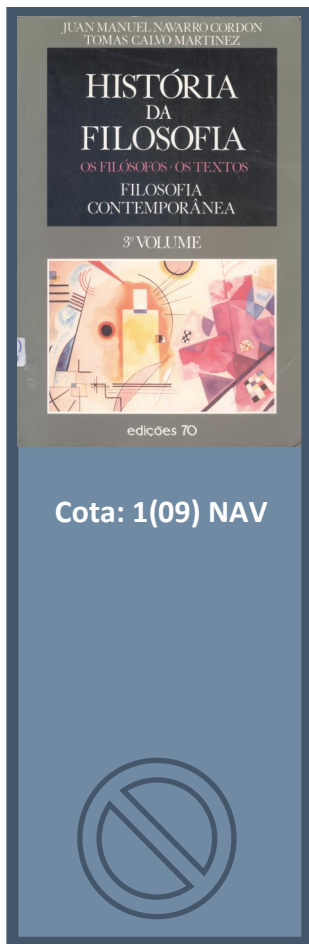 JUAN MANUEL NAVARRO CORDON
TOMAS CALVO MARTINEZ
HISTÓRIA
DA
FILOSOFIA
OS FILÓSOFOS · OS TEXTOS
FILOSOFIA
CONTEMPORÂNEA
3º VOLUME
edições 70
Cota: 1(09) NAV